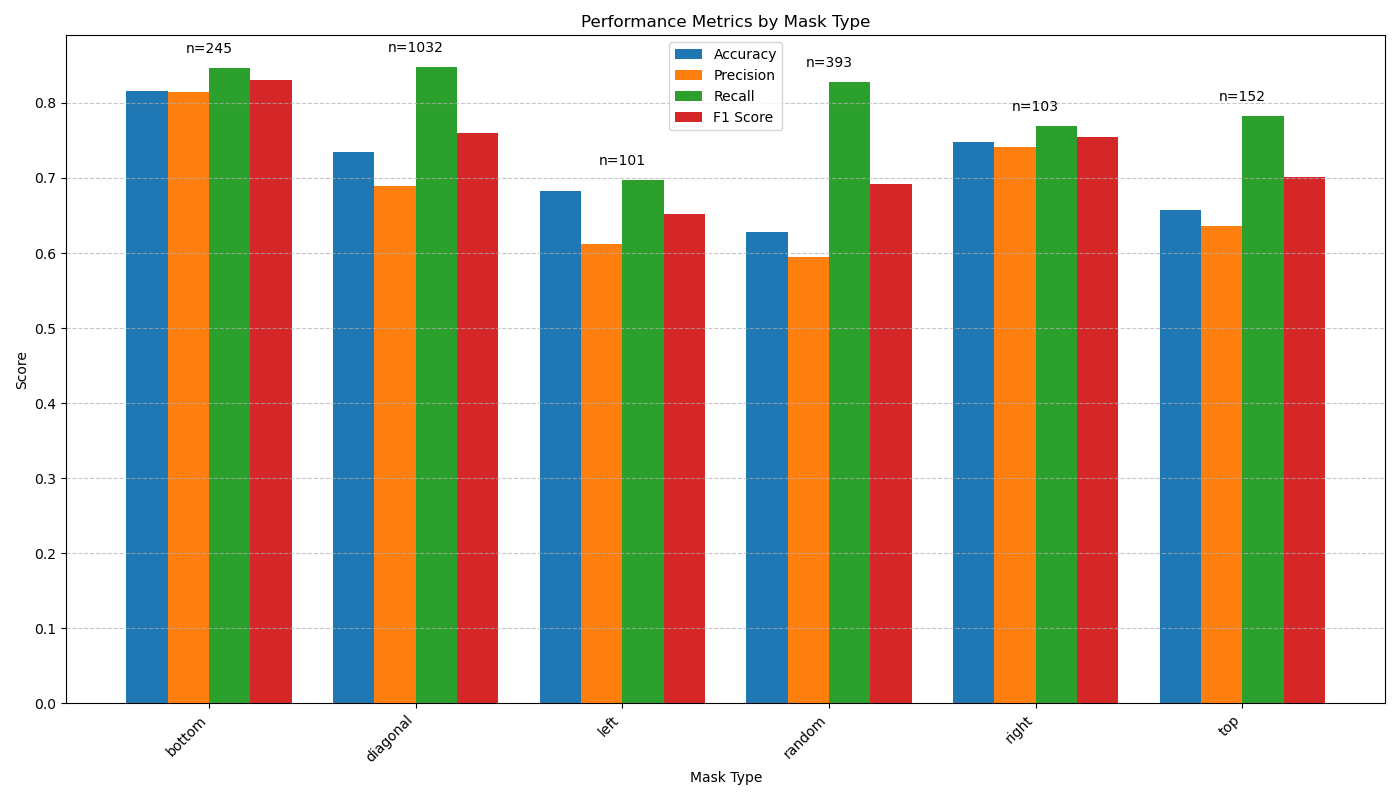 Performance Metrics by Mask Type
n=245
n=1032
n=101
n=393
n=103
n=152
Accuracy
Precision
Recall
F1 Score
Score
0.8
0.7
0.6
0.5
0.4
0.3
0.2
0.1
0.0
bottom
diagonal
left
random
right
top
Mask Type